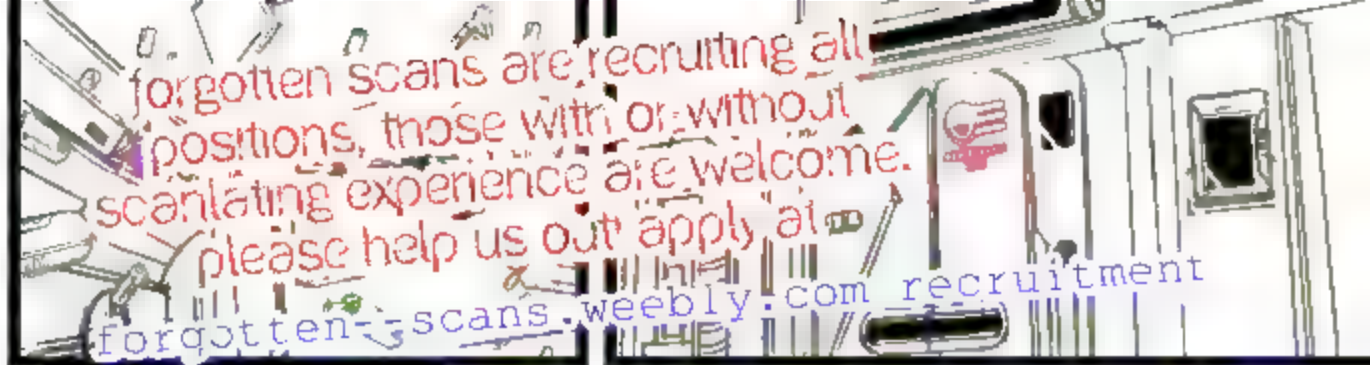 forgotten scans are recruiting all
positions, those with or without
scanlating experience are welcome.
please help us out! apply at
forgotten--scans.weebly.com recruitment